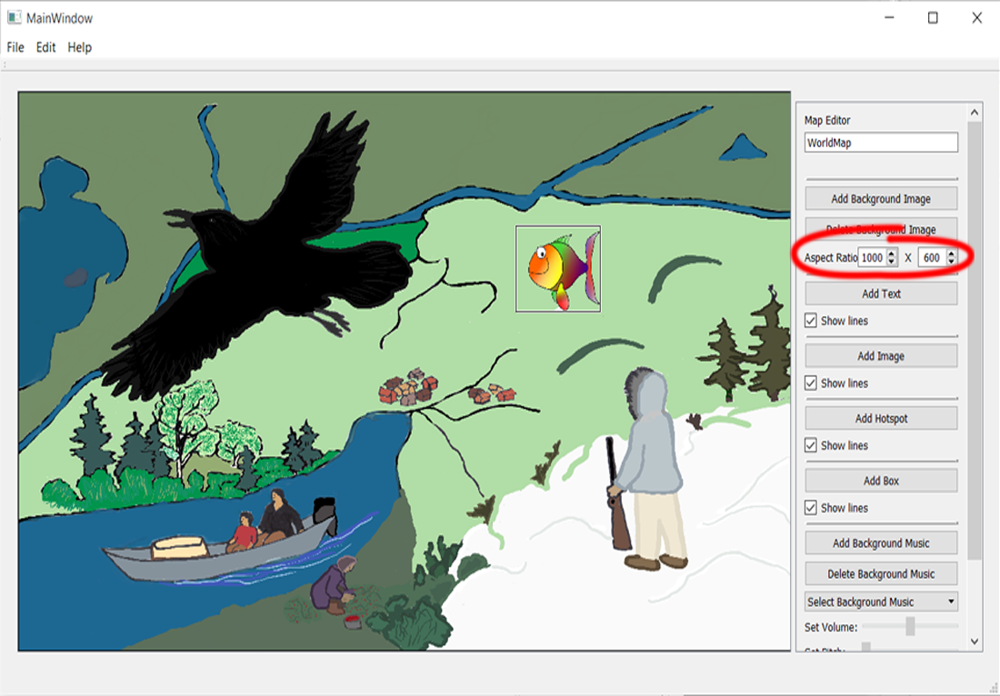 MainWindow
File Edit Help
Map Editor
WorldMap
Add Background Image
Delete Background Image
Aspect Ratio 1000 X 600
Add Text
Show lines
Add Image
Show lines
Add Hotspot
Show lines
Add Box
Show lines
Add Background Music
Delete Background Music
Select Background Music
Set Volume:
Set Pitch: